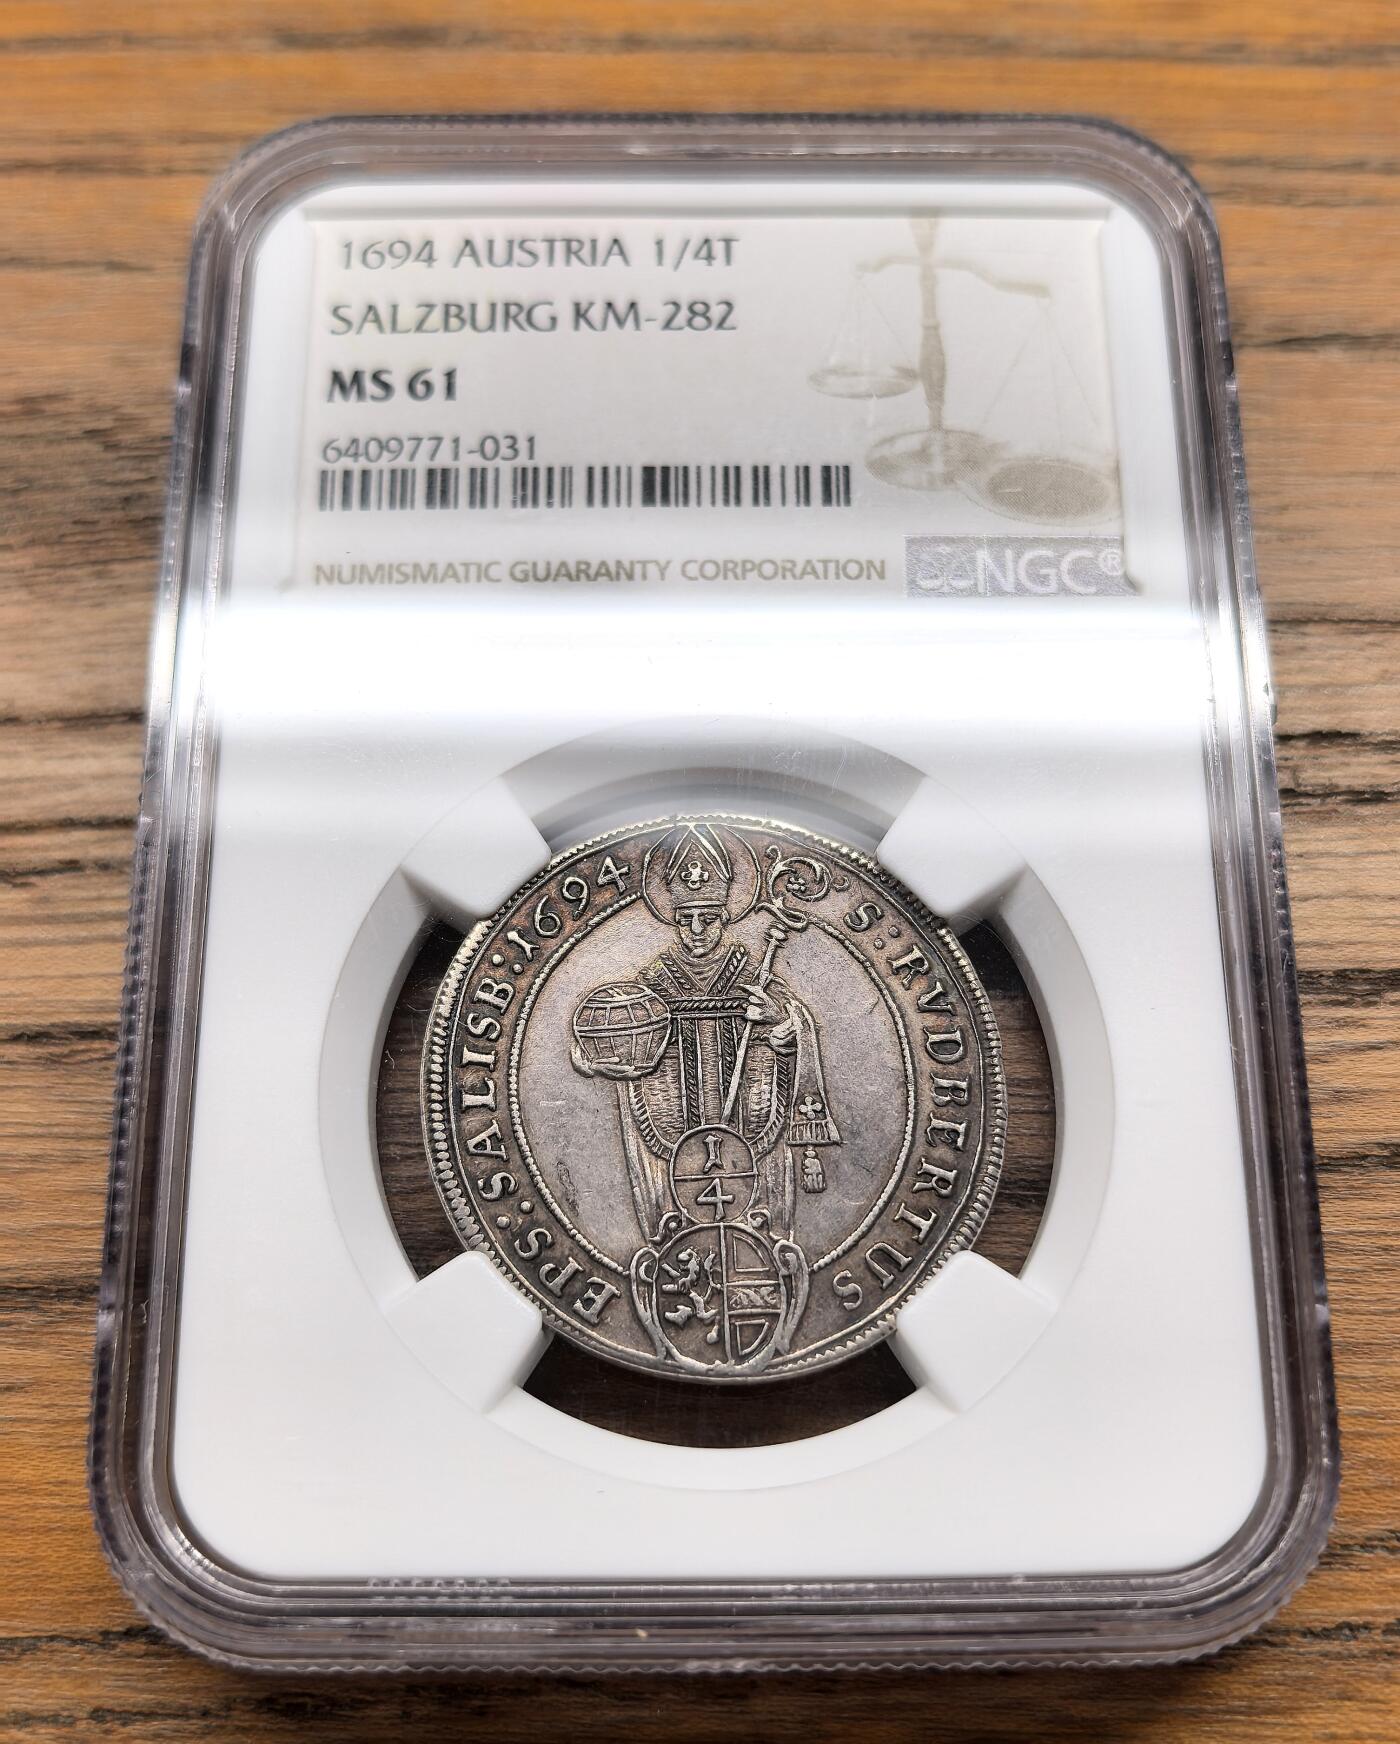 1694 AUSTRIA 1/4T
SALZBURG KM-282
MS 61
6409771-031
NUMISMATIC GUARANTY CORPORATION
NGC®
S: RVDBERTUS
EPS: SALISB: 1694
1
4